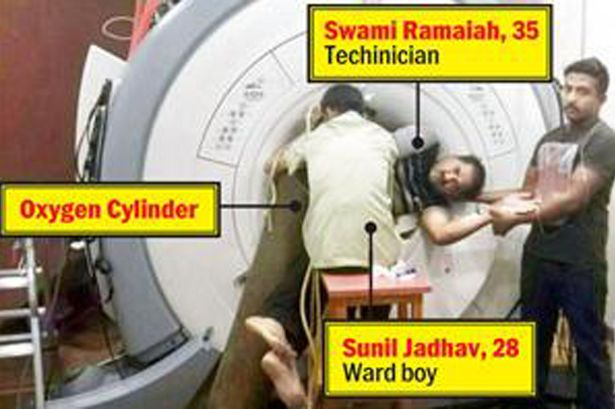 Swami Ramaiah, 35
Techinician
Oxygen Cylinder
Sunil Jadhav, 28
Ward boy